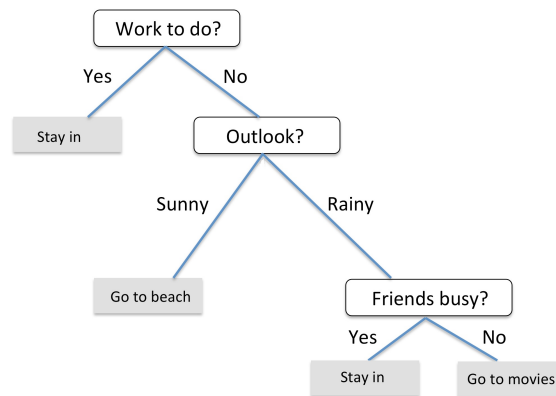 Work to do?
Yes
No
Stay in
Outlook?
Sunny
Rainy
Go to beach
Friends busy?
Yes
No
Stay in
Go to movies